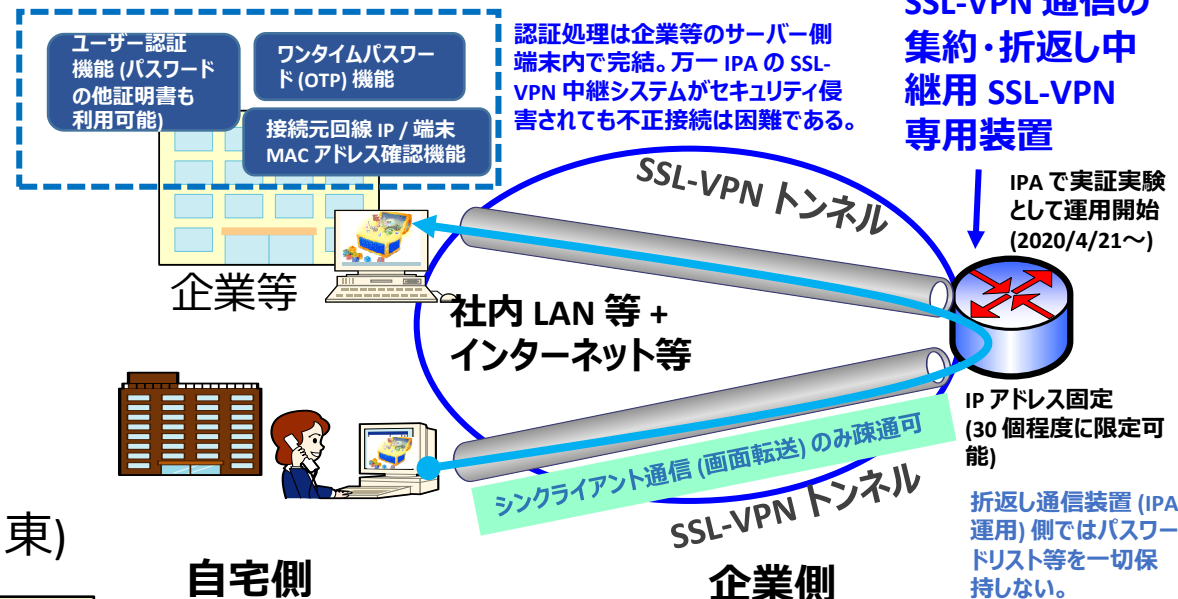 SSL-VPN 通信の
集約・折返し中
継用 SSL-VPN
専用装置
ユーザー認証
機能 (パスワード
の他証明書も
利用可能)
ワンタイムパスワー
ド (OTP) 機能
接続元回線 IP / 端末
MAC アドレス確認機能
認証処理は企業等のサーバー側
端末内で完結。万一 IPA の SSL-
VPN 中継システムがセキュリティ侵
害されても不正接続は困難である。
SSL-VPN トンネル
IPA で実証実験
として運用開始
(2020/4/21~)
企業等
社内 LAN 等 +
インターネット等
IP アドレス固定
(30 個程度に限定可
能)
シンクライアント通信 (画面転送) のみ疎通可
SSL-VPN トンネル
折返し通信装置 (IPA
運用) 側ではパスワー
ドリスト等を一切保
持しない。
東)
自宅側
企業側